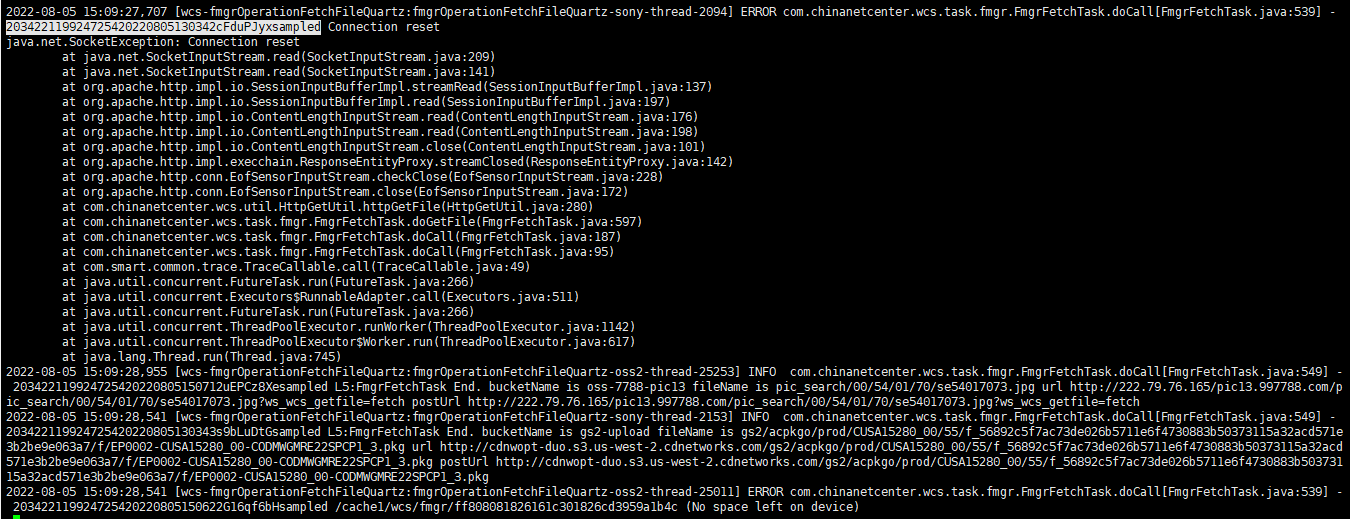 2022-08-05 15:09:27,707 [wcs-fmgrOperationFetchFileQuartz:fmgrOperationFetchFileQuartz-sony-thread-2094] ERROR com.chinanetcenter.wcs.task.fmgr.FmgrFetchTask.doCall[FmgrFetchTask.java:539] -
2034221199247254202208051303​42cFduPJyxsampled Connection reset
java.net.SocketException: Connection reset
at java.net.SocketInputStream.read(SocketInputStream.java:209)
at java.net.SocketInputStream.read(SocketInputStream.java:141)
at org.apache.http.impl.io.SessionInputBufferImpl.streamRead(SessionInputBufferImpl.java:137)
at org.apache.http.impl.io.SessionInputBufferImpl.read(SessionInputBufferImpl.java:197)
at org.apache.http.impl.io.ContentLengthInputStream.read(ContentLengthInputStream.java:176)
at org.apache.http.impl.io.ContentLengthInputStream.read(ContentLengthInputStream.java:198)
at org.apache.http.impl.io.ContentLengthInputStream.close(ContentLengthInputStream.java:101)
at org.apache.http.impl.execchain.ResponseEntityProxy.streamClosed(ResponseEntityProxy.java:142)
at org.apache.http.conn.EofSensorInputStream.checkClose(EofSensorInputStream.java:228)
at org.apache.http.conn.EofSensorInputStream.close(EofSensorInputStream.java:172)
at com.chinanetcenter.wcs.util.HttpGetUtil.httpGetFile(HttpGetUtil.java:280)
at com.chinanetcenter.wcs.task.fmgr.FmgrFetchTask.doGetFile(FmgrFetchTask.java:597)
at com.chinanetcenter.wcs.task.fmgr.FmgrFetchTask.doCall(FmgrFetchTask.java:187)
at com.chinanetcenter.wcs.task.fmgr.FmgrFetchTask.doCall(FmgrFetchTask.java:95)
at com.smart.common.trace.TraceCallable.call(TraceCallable.java:49)
at java.util.concurrent.FutureTask.run(FutureTask.java:266)
at java.util.concurrent.Executors$RunnableAdapter.call(Executors.java:511)
at java.util.concurrent.FutureTask.run(FutureTask.java:266)
at java.util.concurrent.ThreadPoolExecutor.runWorker(ThreadPoolExecutor.java:1142)
at java.util.concurrent.ThreadPoolExecutor$Worker.run(ThreadPoolExecutor.java:617)
at java.lang.Thread.run(Thread.java:745)
2022-08-05 15:09:28,955 [wcs-fmgrOperationFetchFileQuartz:fmgrOperationFetchFileQuartz-oss2-thread-25253] INFO  com.chinanetcenter.wcs.task.fmgr.FmgrFetchTask.doCall[FmgrFetchTask.java:549] -
20342211992472542022080515​0712uEPCz8Xesampled L5:FmgrFetchTask End. bucketName is oss-7788-pic13 fileName is pic_search/00/54/01/70/se54017073.jpg url http://222.79.76.165/pic13.997788.com/p
ic_search/00/54/01/70/se54017073.jpg?ws_wcs_getfile=fetch postUrl http://222.79.76.165/pic13.997788.com/pic_search/00/54/01/70/se54017073.jpg?ws_wcs_getfile=fetch
2022-08-05 15:09:28,541 [wcs-fmgrOperationFetchFileQuartz:fmgrOperationFetchFileQuartz-sony-thread-2153] INFO  com.chinanetcenter.wcs.task.fmgr.FmgrFetchTask.doCall[FmgrFetchTask.java:549] -
203422119924725420220805130343s9bLuDtGsampled L5:FmgrFetchTask End. bucketName is gs2-upload fileName is gs2/acpkgo/prod/CUSA15280_00/55/f_56892c5f7ac73de026b5711e6f4730883b50373115a32acd571e
3b2be9e063a7/f/EP0002-CUSA15280_00-CODMWGMRE22SPCP1_3.pkg url http://cdnwopt-duo.s3.us-west-2.cdnetworks.com/gs2/acpkgo/prod/CUSA15280_00/55/f_56892c5f7ac73de026b5711e6f4730883b50373115a32acd
571e3b2be9e063a7/f/EP0002-CUSA15280_00-CODMWGMRE22SPCP1_3.pkg postUrl http://cdnwopt-duo.s3.us-west-2.cdnetworks.com/gs2/acpkgo/prod/CUSA15280_00/55/f_56892c5f7ac73de026b5711e6f4730883b503731
15a32acd571e3b2be9e063a7/f/EP0002-CUSA15280_00-CODMWGMRE22SPCP1_3.pkg
2022-08-05 15:09:28,541 [wcs-fmgrOperationFetchFileQuartz:fmgrOperationFetchFileQuartz-oss2-thread-25011] ERROR com.chinanetcenter.wcs.task.fmgr.FmgrFetchTask.doCall[FmgrFetchTask.java:539] -
203422119924725420220805150622G16qf6bHsampled /cache1/wcs/fmgr/ff808081826161c301826cd3959a1b4c (No space left on device)